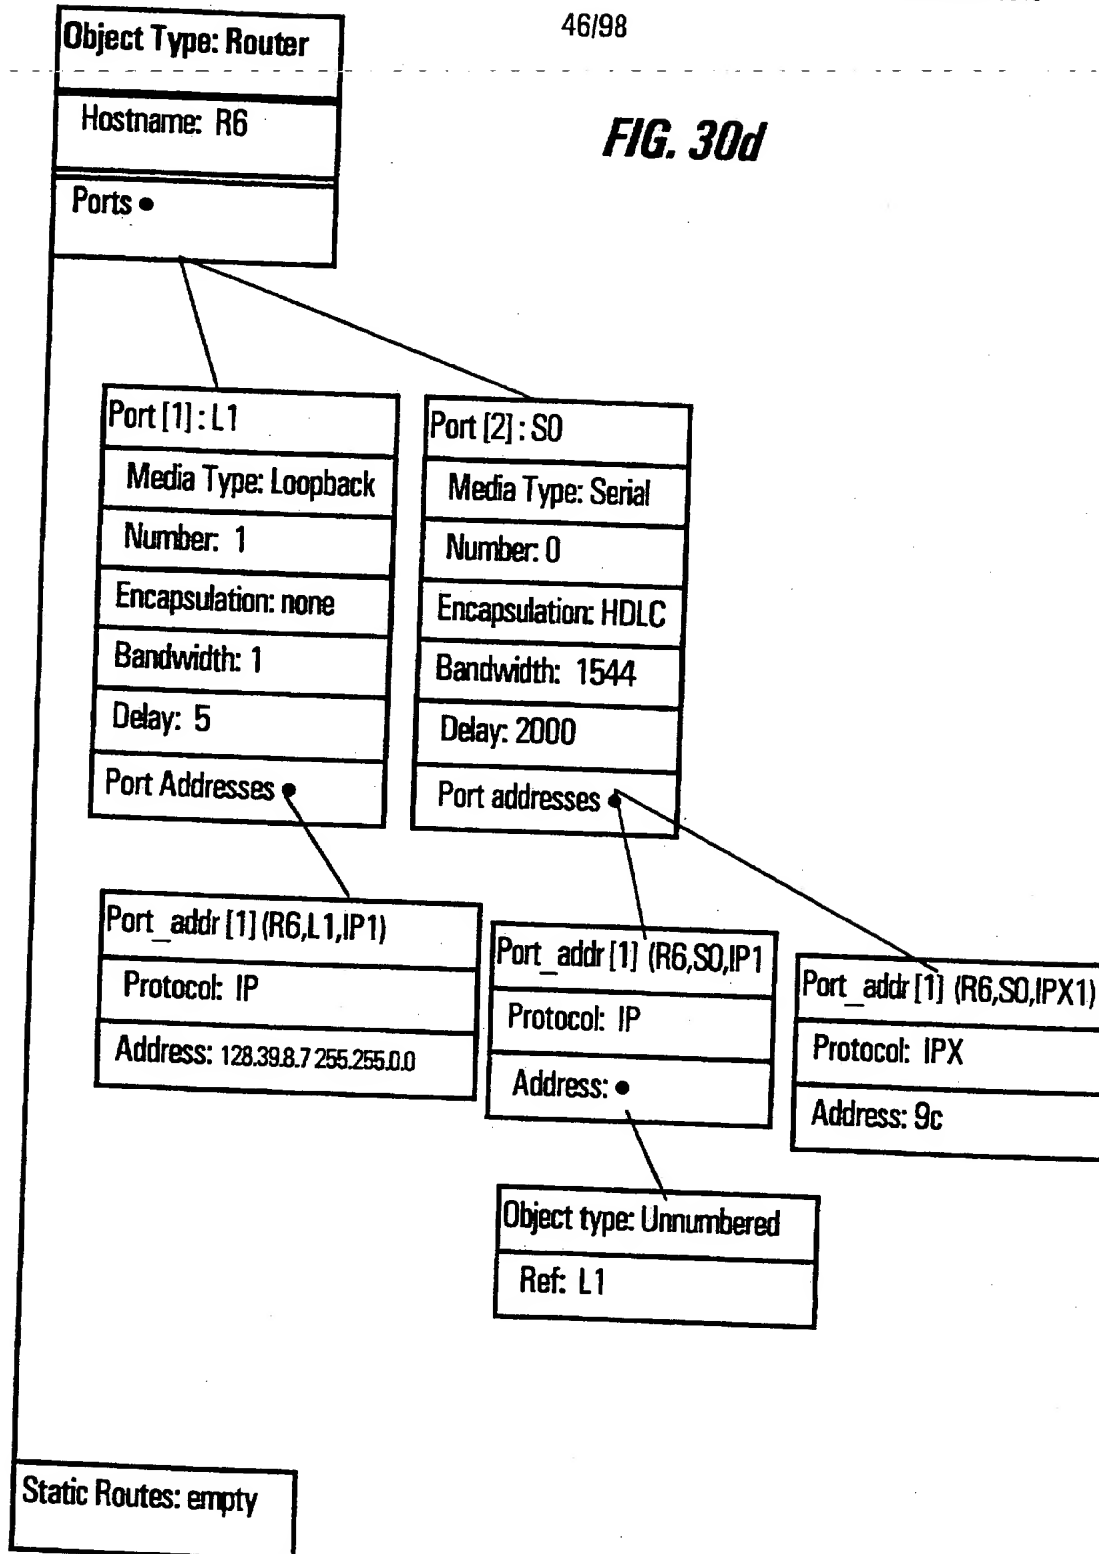 46/98
Object Type: Router
Hostname: R6
Ports
FIG. 30d
Port [1] : L1
Media Type: Loopback
Number: 1
Encapsulation: none
Bandwidth: 1
Delay: 5
Port Addresses
Port [2] : S0
Media Type: Serial
Number: 0
Encapsulation: HDLC
Bandwidth: 1544
Delay: 2000
Port addresses
Port_addr [1] (R6,L1,IP1)
Protocol: IP
Address: 128.39.8.7 255.255.0.0
Port_addr [1] (R6,S0,IP1
Protocol: IP
Address:
Port_addr [1] (R6,S0,IPX1)
Protocol: IPX
Address: 9c
Object type: Unnumbered
Ref: L1
Static Routes: empty